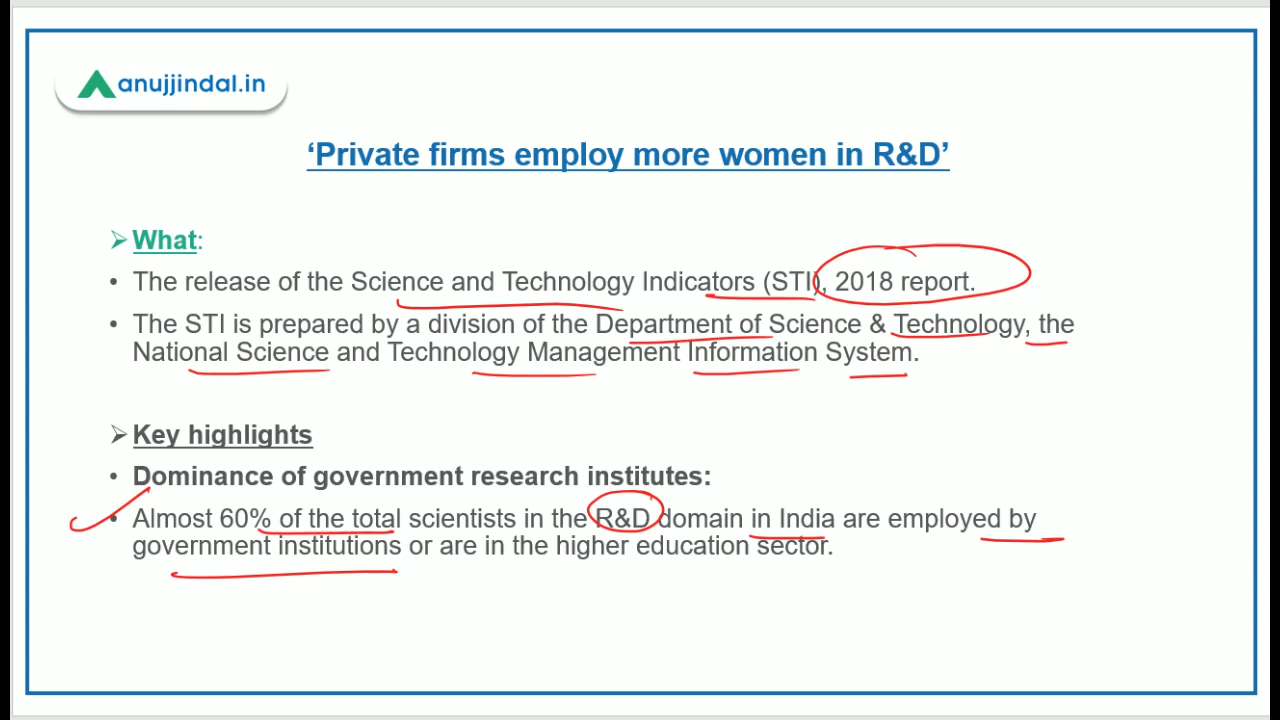 anujjindal.in
‘Private firms employ more women in R&D’
➢ What:
• The release of the Science and Technology Indicators (STI), 2018 report.
• The STI is prepared by a division of the Department of Science & Technology, the
National Science and Technology Management Information System.
➢ Key highlights
• Dominance of government research institutes:
• Almost 60% of the total scientists in the R&D domain in India are employed by
government institutions or are in the higher education sector.